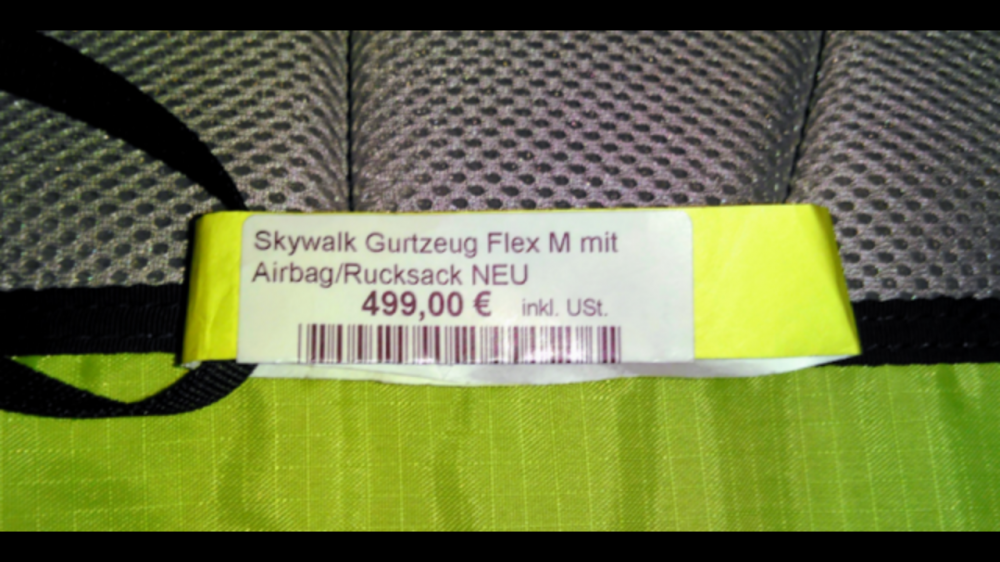 Skywalk Gurtzeug Flex M mit
Airbag/Rucksack NEU
499,00 € inkl. USt.